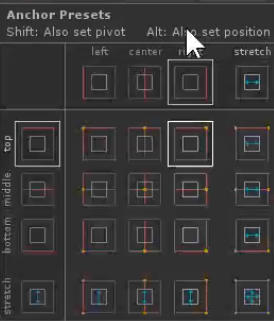 Anchor Presets
Shift: Also set pivot Alt: Also set position
left center right stretch
top
middle
bottom
stretch